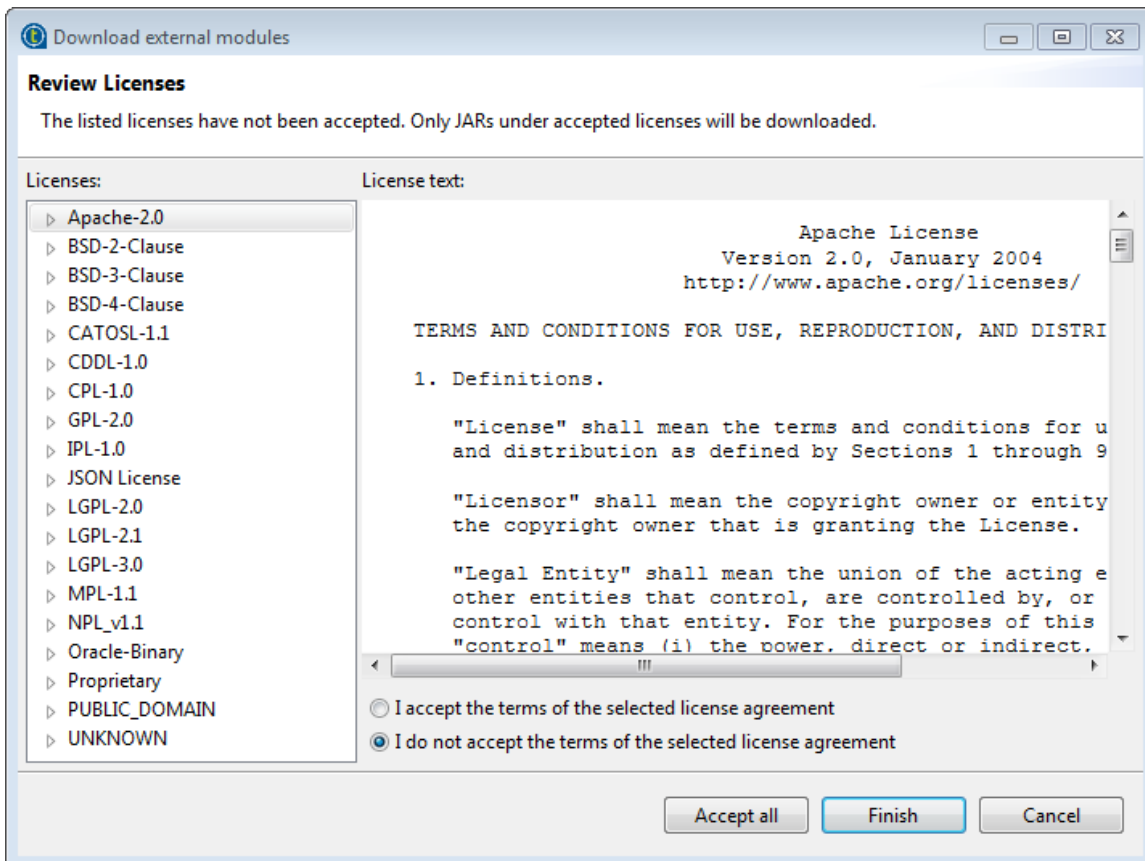 Download external modules
Review Licenses
The listed licenses have not been accepted. Only JARs under accepted licenses will be downloaded.
Licenses:
License text:
Apache-2.0
BSD-2-Clause
BSD-3-Clause
BSD-4-Clause
CATOSL-1.1
CDDL-1.0
CPL-1.0
GPL-2.0
IPL-1.0
JSON License
LGPL-2.0
LGPL-2.1
LGPL-3.0
MPL-1.1
NPL_v1.1
Oracle-Binary
Proprietary
PUBLIC_DOMAIN
UNKNOWN
Apache License
Version 2.0, January 2004
http://www.apache.org/licenses/
TERMS AND CONDITIONS FOR USE, REPRODUCTION, AND DISTRI
1. Definitions.
"License" shall mean the terms and conditions for u
and distribution as defined by Sections 1 through 9
"Licensor" shall mean the copyright owner or entity
the copyright owner that is granting the License.
"Legal Entity" shall mean the union of the acting e
other entities that control, are controlled by, or
control with that entity. For the purposes of this
"control" means (i) the power, direct or indirect,
I accept the terms of the selected license agreement
I do not accept the terms of the selected license agreement
Accept all
Finish
Cancel